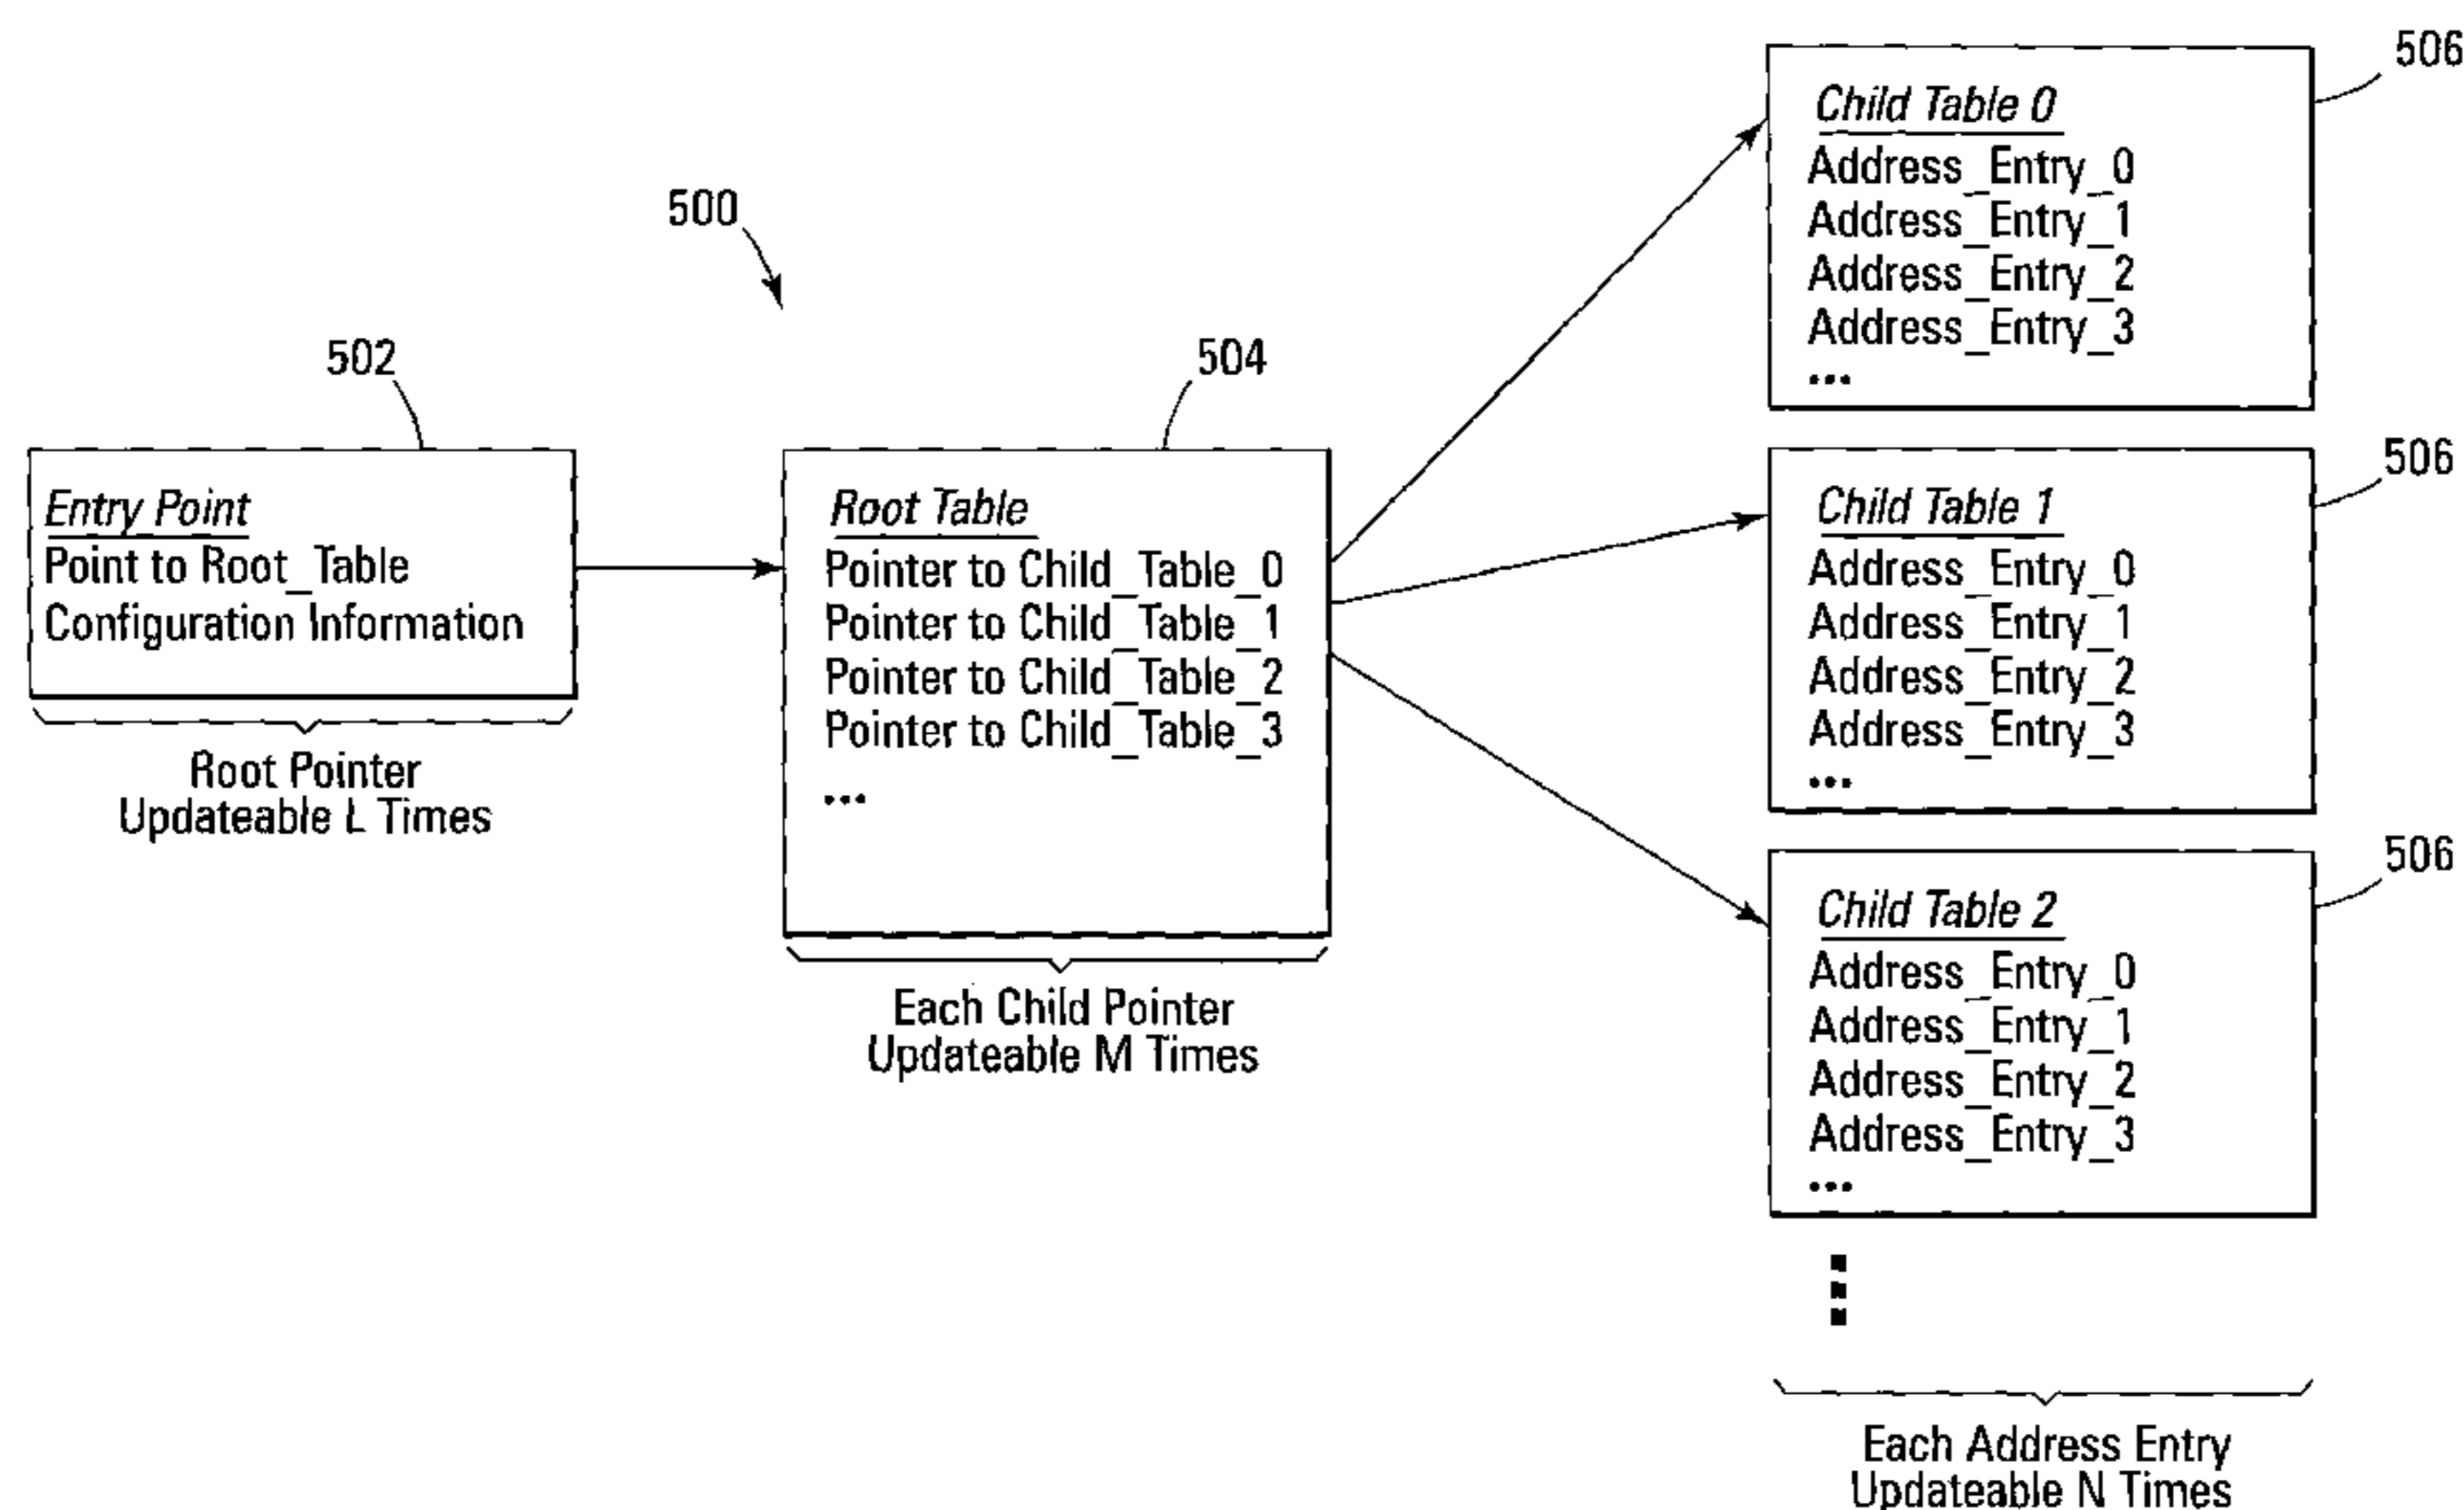 500
502
Entry Point
Point to Root_Table
Configuration Information
Root Pointer
Updateable L Times
504
Root Table
Pointer to Child_Table_0
Pointer to Child_Table_1
Pointer to Child_Table_2
Pointer to Child_Table_3
...
Each Child Pointer
Updateable M Times
506
Child Table 0
Address_Entry_0
Address_Entry_1
Address_Entry_2
Address_Entry_3
...
506
Child Table 1
Address_Entry_0
Address_Entry_1
Address_Entry_2
Address_Entry_3
...
506
Child Table 2
Address_Entry_0
Address_Entry_1
Address_Entry_2
Address_Entry_3
...
Each Address Entry
Updateable N Times